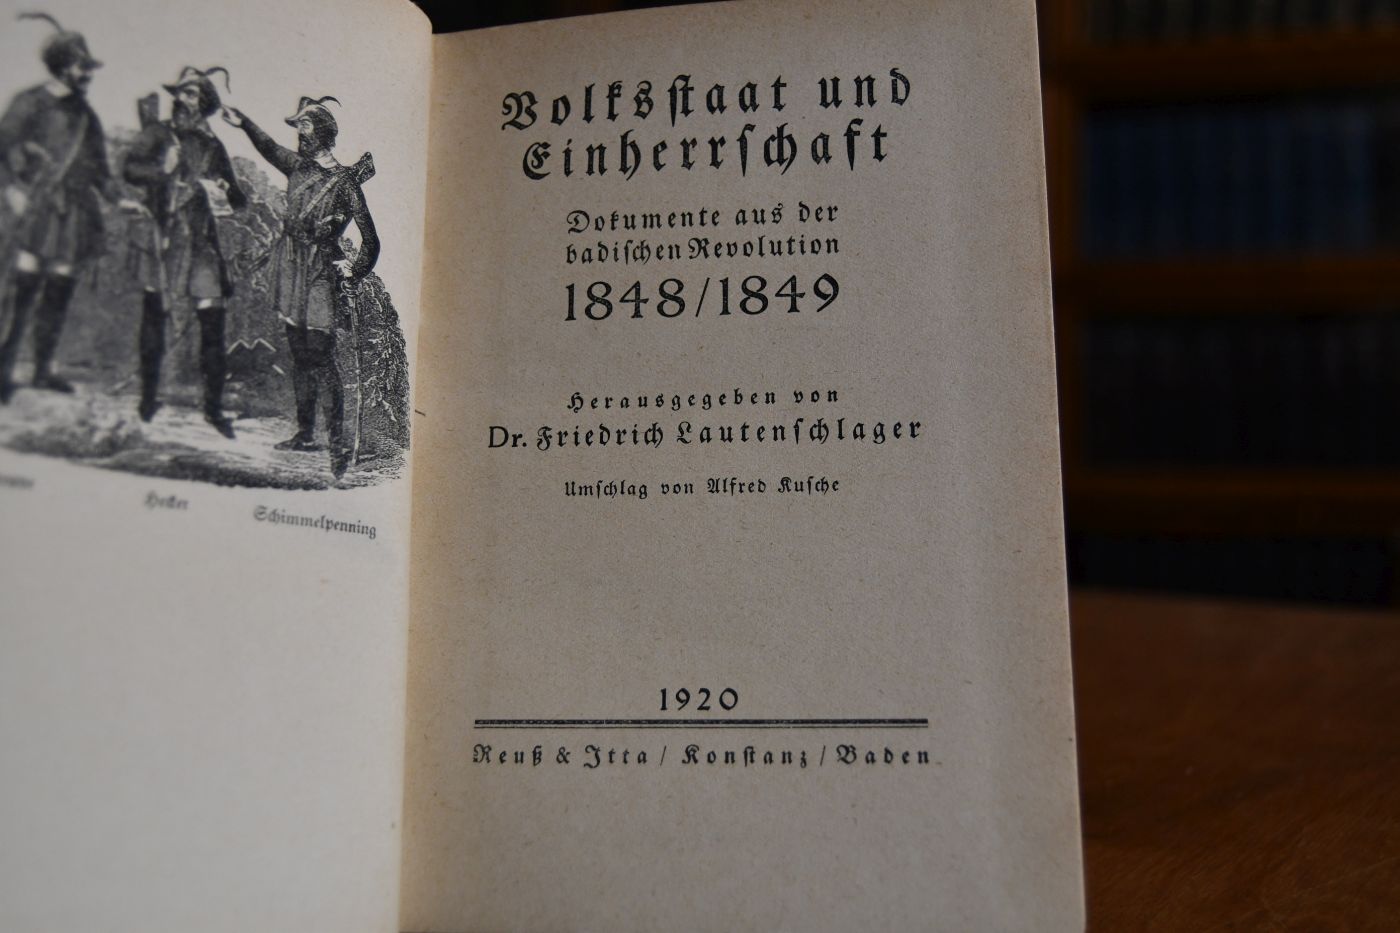 Hecker
Schimmelpenning
Volksstaat und
Einherrschaft
Dokumente aus der
badischen Revolution
1848/1849
Herausgegeben von
Dr. Friedrich Lautenschlager
Umschlag von Alfred Kusche
1920
Reuß & Itta / Konstanz / Baden